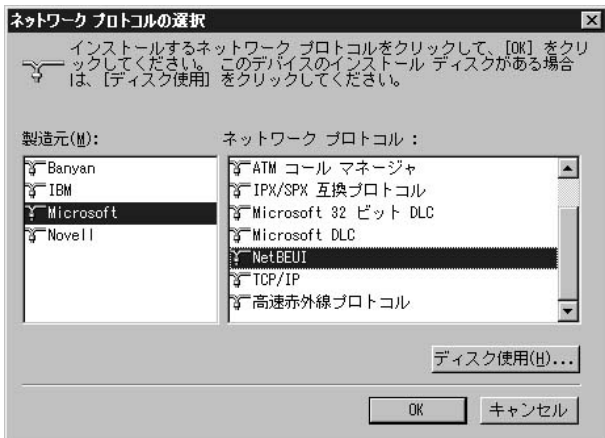 ネットワーク プロトコルの選択
インストールするネットワーク プロトコルをクリックして、[OK] をクリ
ックしてください。 このデバイスのインストール ディスクがある場合
は、[ディスク使用] をクリックしてください。
製造元(M):
Banyan
IBM
Microsoft
Novell
ネットワーク プロトコル :
ATM コール マネージャ
IPX/SPX 互換プロトコル
Microsoft 32 ビット DLC
Microsoft DLC
NetBEUI
TCP/IP
高速赤外線プロトコル
ディスク使用(H)...
OK
キャンセル